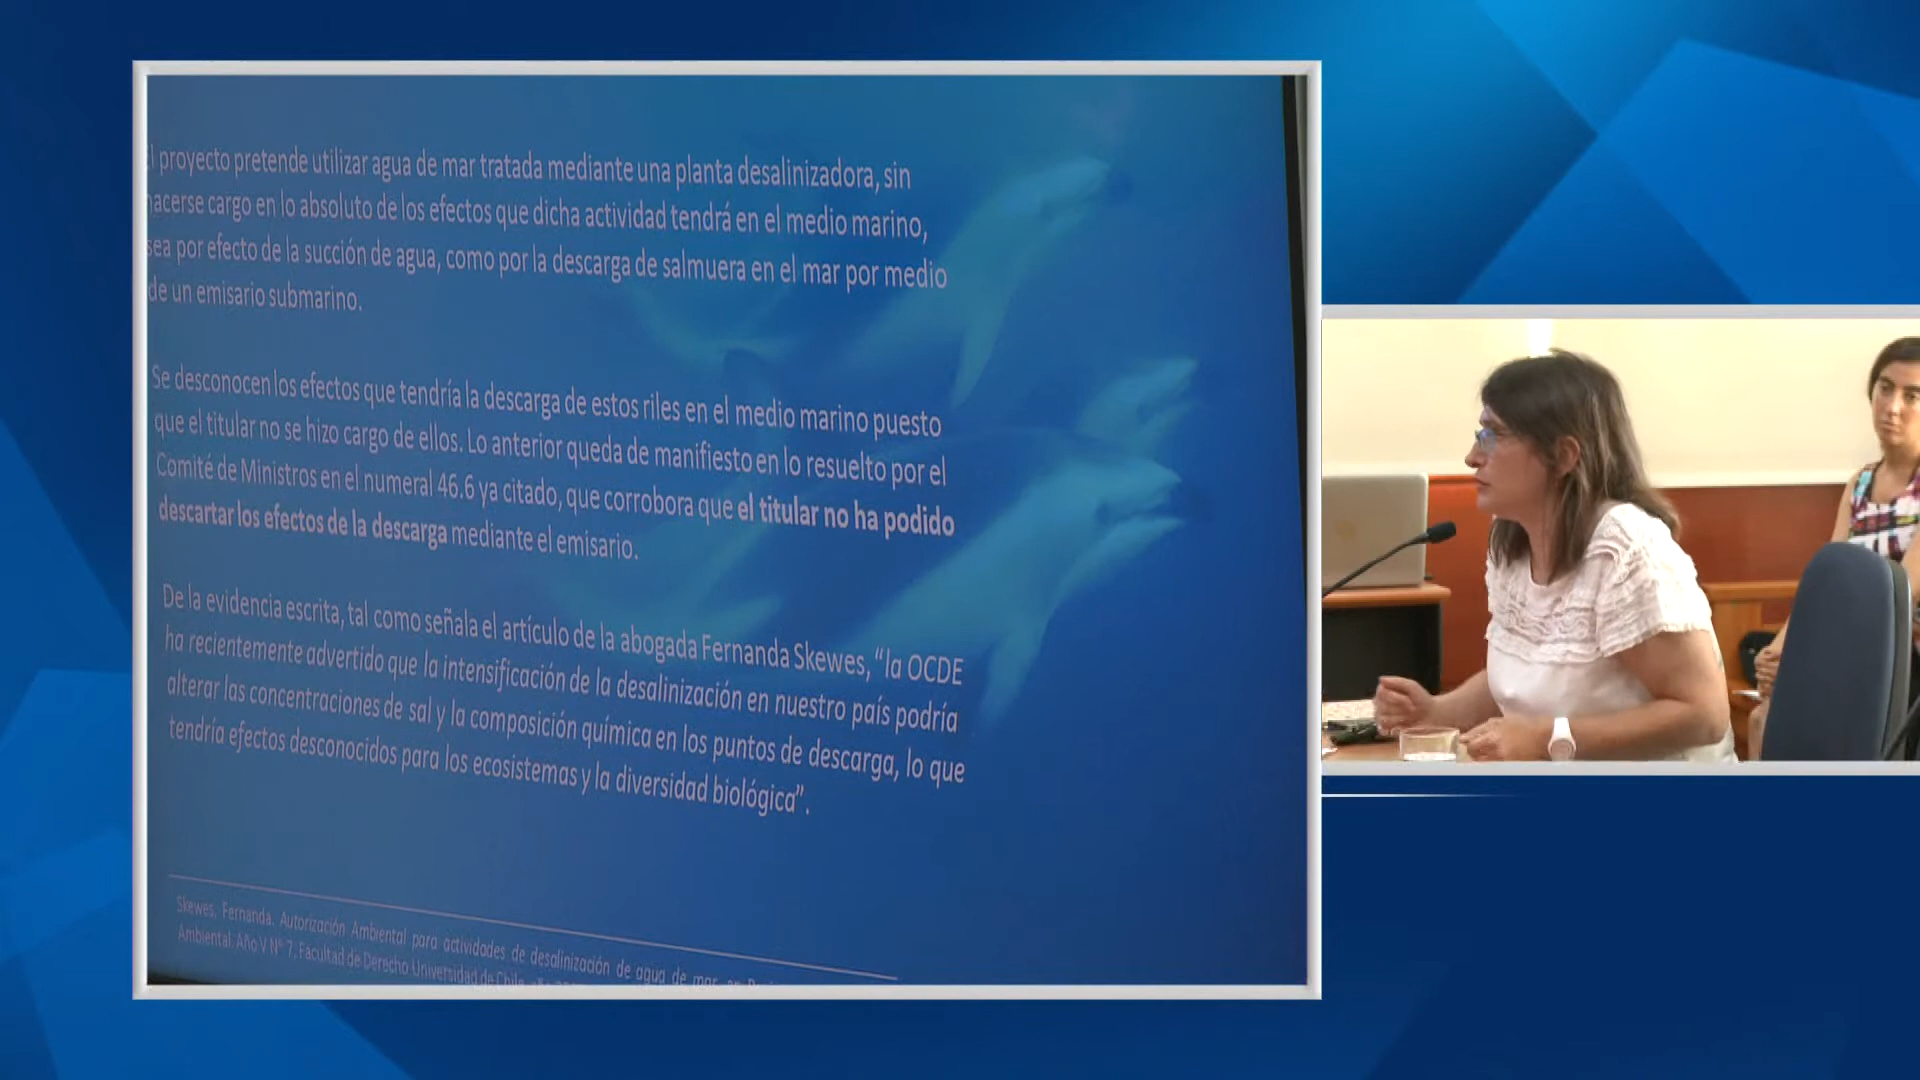 l proyecto pretende utilizar agua de mar tratada mediante una planta desalinizadora, sin
acerse cargo en lo absoluto de los efectos que dicha actividad tendrá en el medio marino,
sea por efecto de la succión de agua, como por la descarga de salmuera en el mar por medio
de un emisario submarino.
Se desconocen los efectos que tendría la descarga de estos riles en el medio marino puesto
que el titular no se hizo cargo de ellos. Lo anterior queda de manifiesto en lo resuelto por el
Comité de Ministros en el numeral 46.6 ya citado, que corrobora que el titular no ha podido
descartar los efectos de la descarga mediante el emisario.
De la evidencia escrita, tal como señala el artículo de la abogada Fernanda Skewes, “la OCDE
ha recientemente advertido que la intensificación de la desalinización en nuestro país podría
alterar las concentraciones de sal y la composición química en los puntos de descarga, lo que
tendría efectos desconocidos para los ecosistemas y la diversidad biológica”.
Skewes, Fernanda. Autorización Ambiental para actividades de desalinización de agua de mar, en
Ambiental. Año V N° 7, Facultad de Derecho Universidad de Chile,